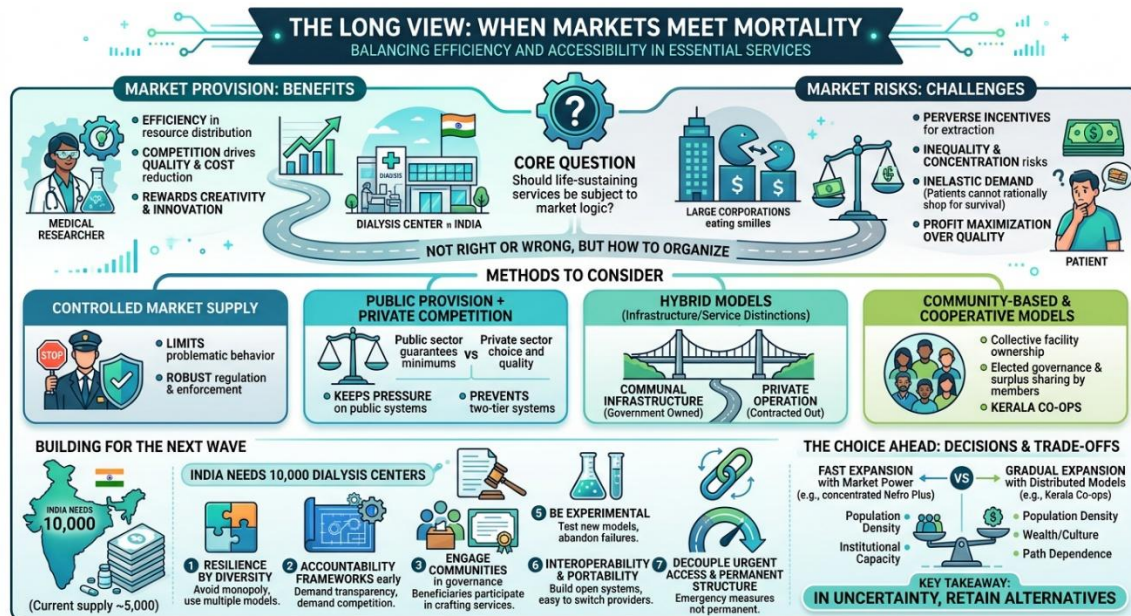 THE LONG VIEW: WHEN MARKETS MEET MORTALITY
BALANCING EFFICIENCY AND ACCESSIBILITY IN ESSENTIAL SERVICES
MARKET PROVISION: BENEFITS
EFFICIENCY in
resource distribution
COMPETITION drives
QUALITY & COST
reduction
REWARDS CREATIVITY
& INNOVATION
MEDICAL
RESEARCHER
DIALYSIS CENTER n INDIA
?
CORE QUESTION
Should life-sustaining
services be subject to
market logic?
MARKET RISKS: CHALLENGES
$
$
LARGE CORPORATIONS
eating smilles
PERVERSE INCENTIVES
for extraction
INEQUALITY &
CONCENTRATION risks
INELASTIC DEMAND
(Patients cannot rationally
shop for survival)
PROFIT MAXIMIZATION
OVER QUALITY
PATIENT
NOT RIGHT OR WRONG, BUT HOW TO ORGANIZE
METHODS TO CONSIDER
CONTROLLED MARKET SUPPLY
STOP
LIMITS
problematic behavior
ROBUST regulation
& enforcement
PUBLIC PROVISION +
PRIVATE COMPETITION
Public sector
guarantees
minimums
VS
Private sector
choice and
quality
KEEPS PRESSURE
on public systems
PREVENTS
two-tier systems
HYBRID MODELS
(Infrastructure/Service Distinctions)
COMMUNAL
INFRASTRUCTURE
(Government Owned)
PRIVATE
OPERATION
(Contracted Out)
COMMUNITY-BASED &
COOPERATIVE MODELS
Collective facility
ownership
Elected governance &
surplus sharing by
members
KERALA CO-OPS
BUILDING FOR THE NEXT WAVE
INDIA NEEDS
10,000
(Current supply ~5,000)
INDIA NEEDS 10,000 DIALYSIS CENTERS
1 RESILIENCE
BY DIVERSITY
Avoid monopoly,
use multiple models.
2 ACCOUNTABILITY
FRAMEWORKS early
Demand transparency,
demand competition.
3 ENGAGE
COMMUNITIES
in governance
Beneficiaries participate
in crafting services.
5 BE EXPERIMENTAL
Test new models,
abandon failures.
6 INTEROPERABILITY
& PORTABILITY
Build open systems,
easy to switch providers.
7 DECOUPLE URGENT
ACCESS & PERMANENT
STRUCTURE
Emergency measures
not permanent.
THE CHOICE AHEAD: DECISIONS & TRADE-OFFS
FAST EXPANSION
with Market Power
(e.g., concentrated Nefro Plus)
Population
Density
Institutional
Capacity
VS
GRADUAL EXPANSION
with Distributed Models
(e.g., Kerala Co-ops)
Population Density
Wealth/Culture
Path Dependence
KEY TAKEAWAY:
IN UNCERTAINTY, RETAIN ALTERNATIVES